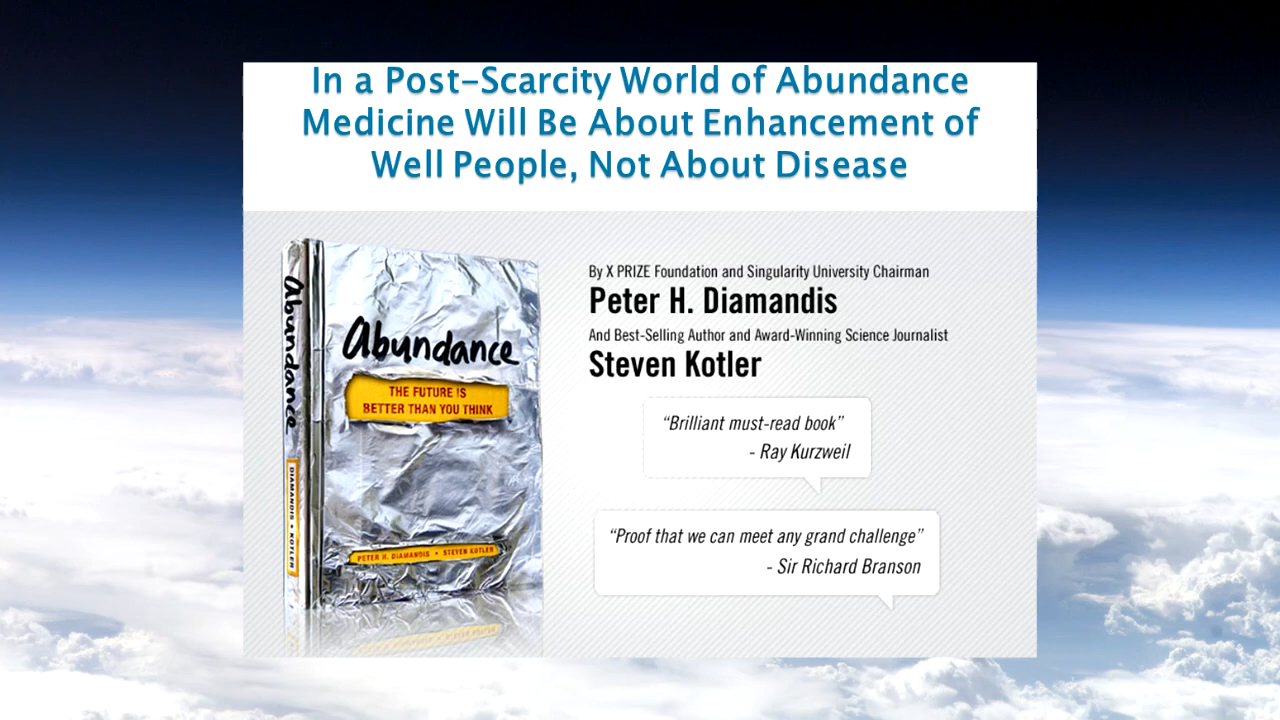 In a Post-Scarcity World of Abundance
Medicine Will Be About Enhancement of
Well People, Not About Disease
Abundance
DIAMANDIS • KOTLER
Abundance
THE FUTURE IS
BETTER THAN YOU THINK
PETER H. DIAMANDIS • STEVEN KOTLER
By X PRIZE Foundation and Singularity University Chairman
Peter H. Diamandis
And Best-Selling Author and Award-Winning Science Journalist
Steven Kotler
“Brilliant must-read book”
- Ray Kurzweil
“Proof that we can meet any grand challenge”
- Sir Richard Branson